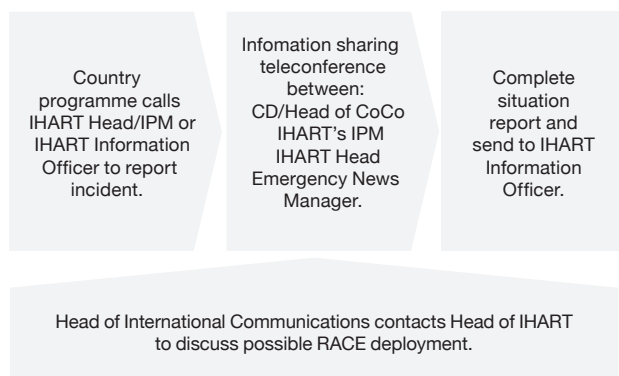 Country
programme calls
IHART Head/IPM or
IHART Information
Officer to report
incident.
Infomation sharing
teleconference
between:
CD/Head of CoCo
IHART's IPM
IHART Head
Emergency News
Manager.
Complete
situation
report and
send to IHART
Information
Officer.
Head of International Communications contacts Head of IHART
to discuss possible RACE deployment.